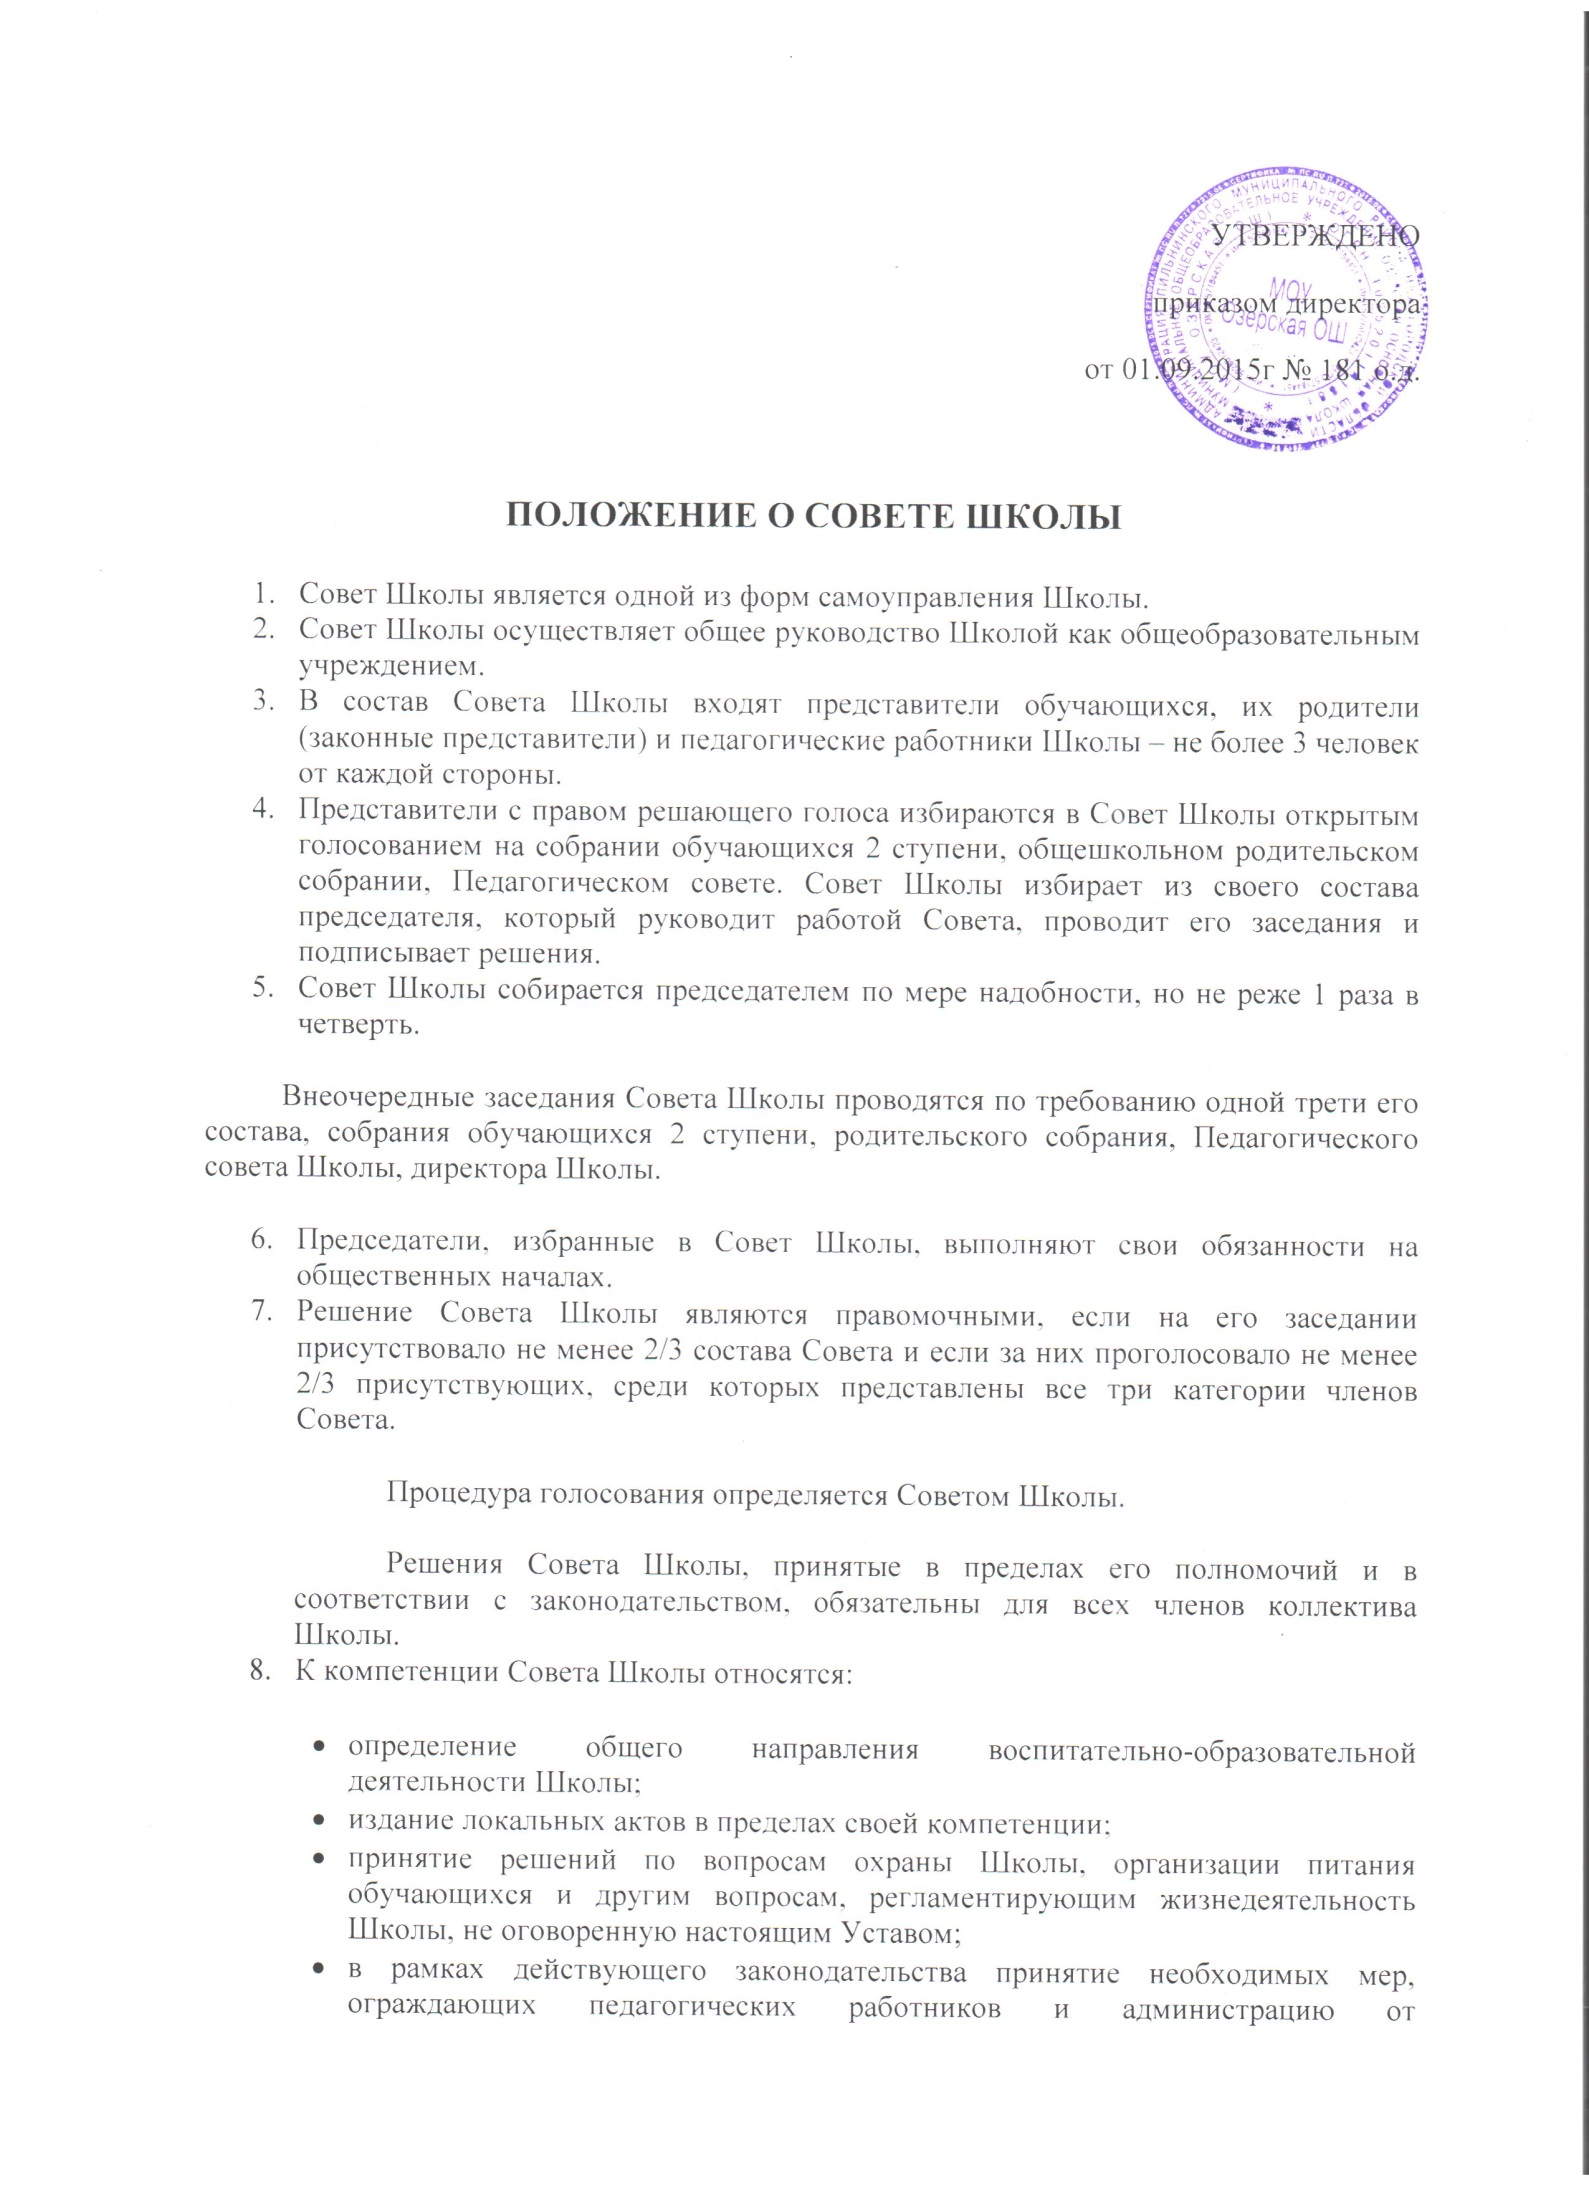 УТВЕРЖДЕНО
приказом директора
от 01.09.2015г № 181 о.д.
МОУ
Озерская ОШ
ПОЛОЖЕНИЕ О СОВЕТЕ ШКОЛЫ
1. Совет Школы является одной из форм самоуправления Школы.
2. Совет Школы осуществляет общее руководство Школой как общеобразовательным
учреждением.
3. В состав Совета Школы входят представители обучающихся, их родители
(законные представители) и педагогические работники Школы – не более 3 человек
от каждой стороны.
4. Представители с правом решающего голоса избираются в Совет Школы открытым
голосованием на собрании обучающихся 2 ступени, общешкольном родительском
собрании, Педагогическом совете. Совет Школы избирает из своего состава
председателя, который руководит работой Совета, проводит его заседания и
подписывает решения.
5. Совет Школы собирается председателем по мере надобности, но не реже 1 раза в
четверть.
Внеочередные заседания Совета Школы проводятся по требованию одной трети его
состава, собрания обучающихся 2 ступени, родительского собрания, Педагогического
совета Школы, директора Школы.
6. Председатели, избранные в Совет Школы, выполняют свои обязанности на
общественных началах.
7. Решение Совета Школы являются правомочными, если на его заседании
присутствовало не менее 2/3 состава Совета и если за них проголосовало не менее
2/3 присутствующих, среди которых представлены все три категории членов
Совета.
Процедура голосования определяется Советом Школы.
Решения Совета Школы, принятые в пределах его полномочий и в
соответствии с законодательством, обязательны для всех членов коллектива
Школы.
8. К компетенции Совета Школы относятся:
• определение общего направления воспитательно-образовательной
деятельности Школы;
• издание локальных актов в пределах своей компетенции;
• принятие решений по вопросам охраны Школы, организации питания
обучающихся и другим вопросам, регламентирующим жизнедеятельность
Школы, не оговоренную настоящим Уставом;
• в рамках действующего законодательства принятие необходимых мер,
ограждающих педагогических работников и администрацию от